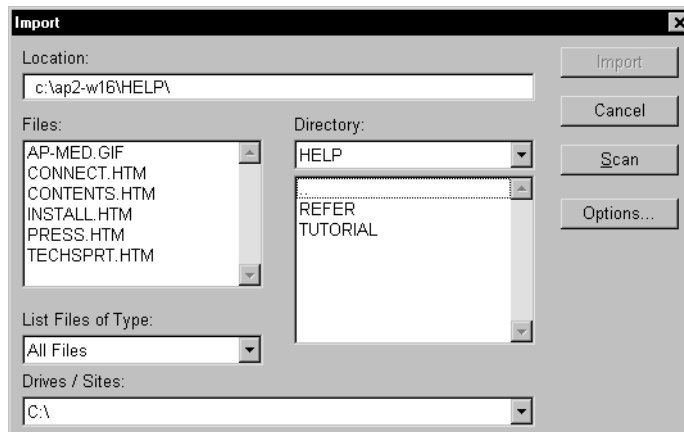 Import
Location:
c:\ap2-w16\HELP\
Files:
AP-MED.GIF
CONNECT.HTM
CONTENTS.HTM
INSTALL.HTM
PRESS.HTM
TECHSPRT.HTM
List Files of Type:
All Files
Drives / Sites:
C:\
Directory:
HELP
..
REFER
TUTORIAL
Import
Cancel
Scan
Options...